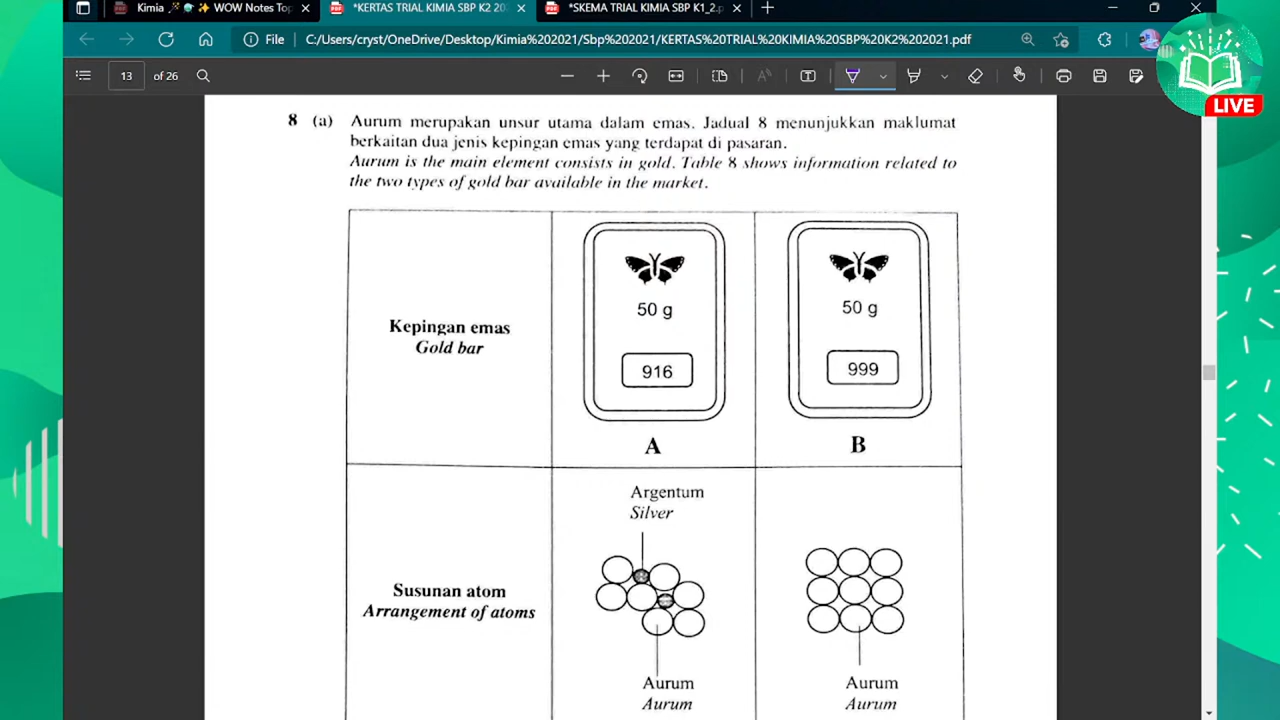 Kimia 🪄 🎓 ✨ WOW Notes Top
*KERTAS TRIAL KIMIA SBP K2 202
*SKEMA TRIAL KIMIA SBP K1_2.p
File
C:/Users/cryst/OneDrive/Desktop/Kimia%202021/Sbp%202021/KERTAS%20TRIAL%20KIMIA%20SBP%20K2%202021.pdf
13 of 26
LIVE
8 (a) Aurum merupakan unsur utama dalam emas. Jadual 8 menunjukkan maklumat
berkaitan dua jenis kepingan emas yang terdapat di pasaran.
Aurum is the main element consists in gold. Table 8 shows information related to
the two types of gold bar available in the market.
Kepingan emas
Gold bar
50 g
916
A
50 g
999
B
Susunan atom
Arrangement of atoms
Argentum
Silver
Aurum
Aurum
Aurum
Aurum